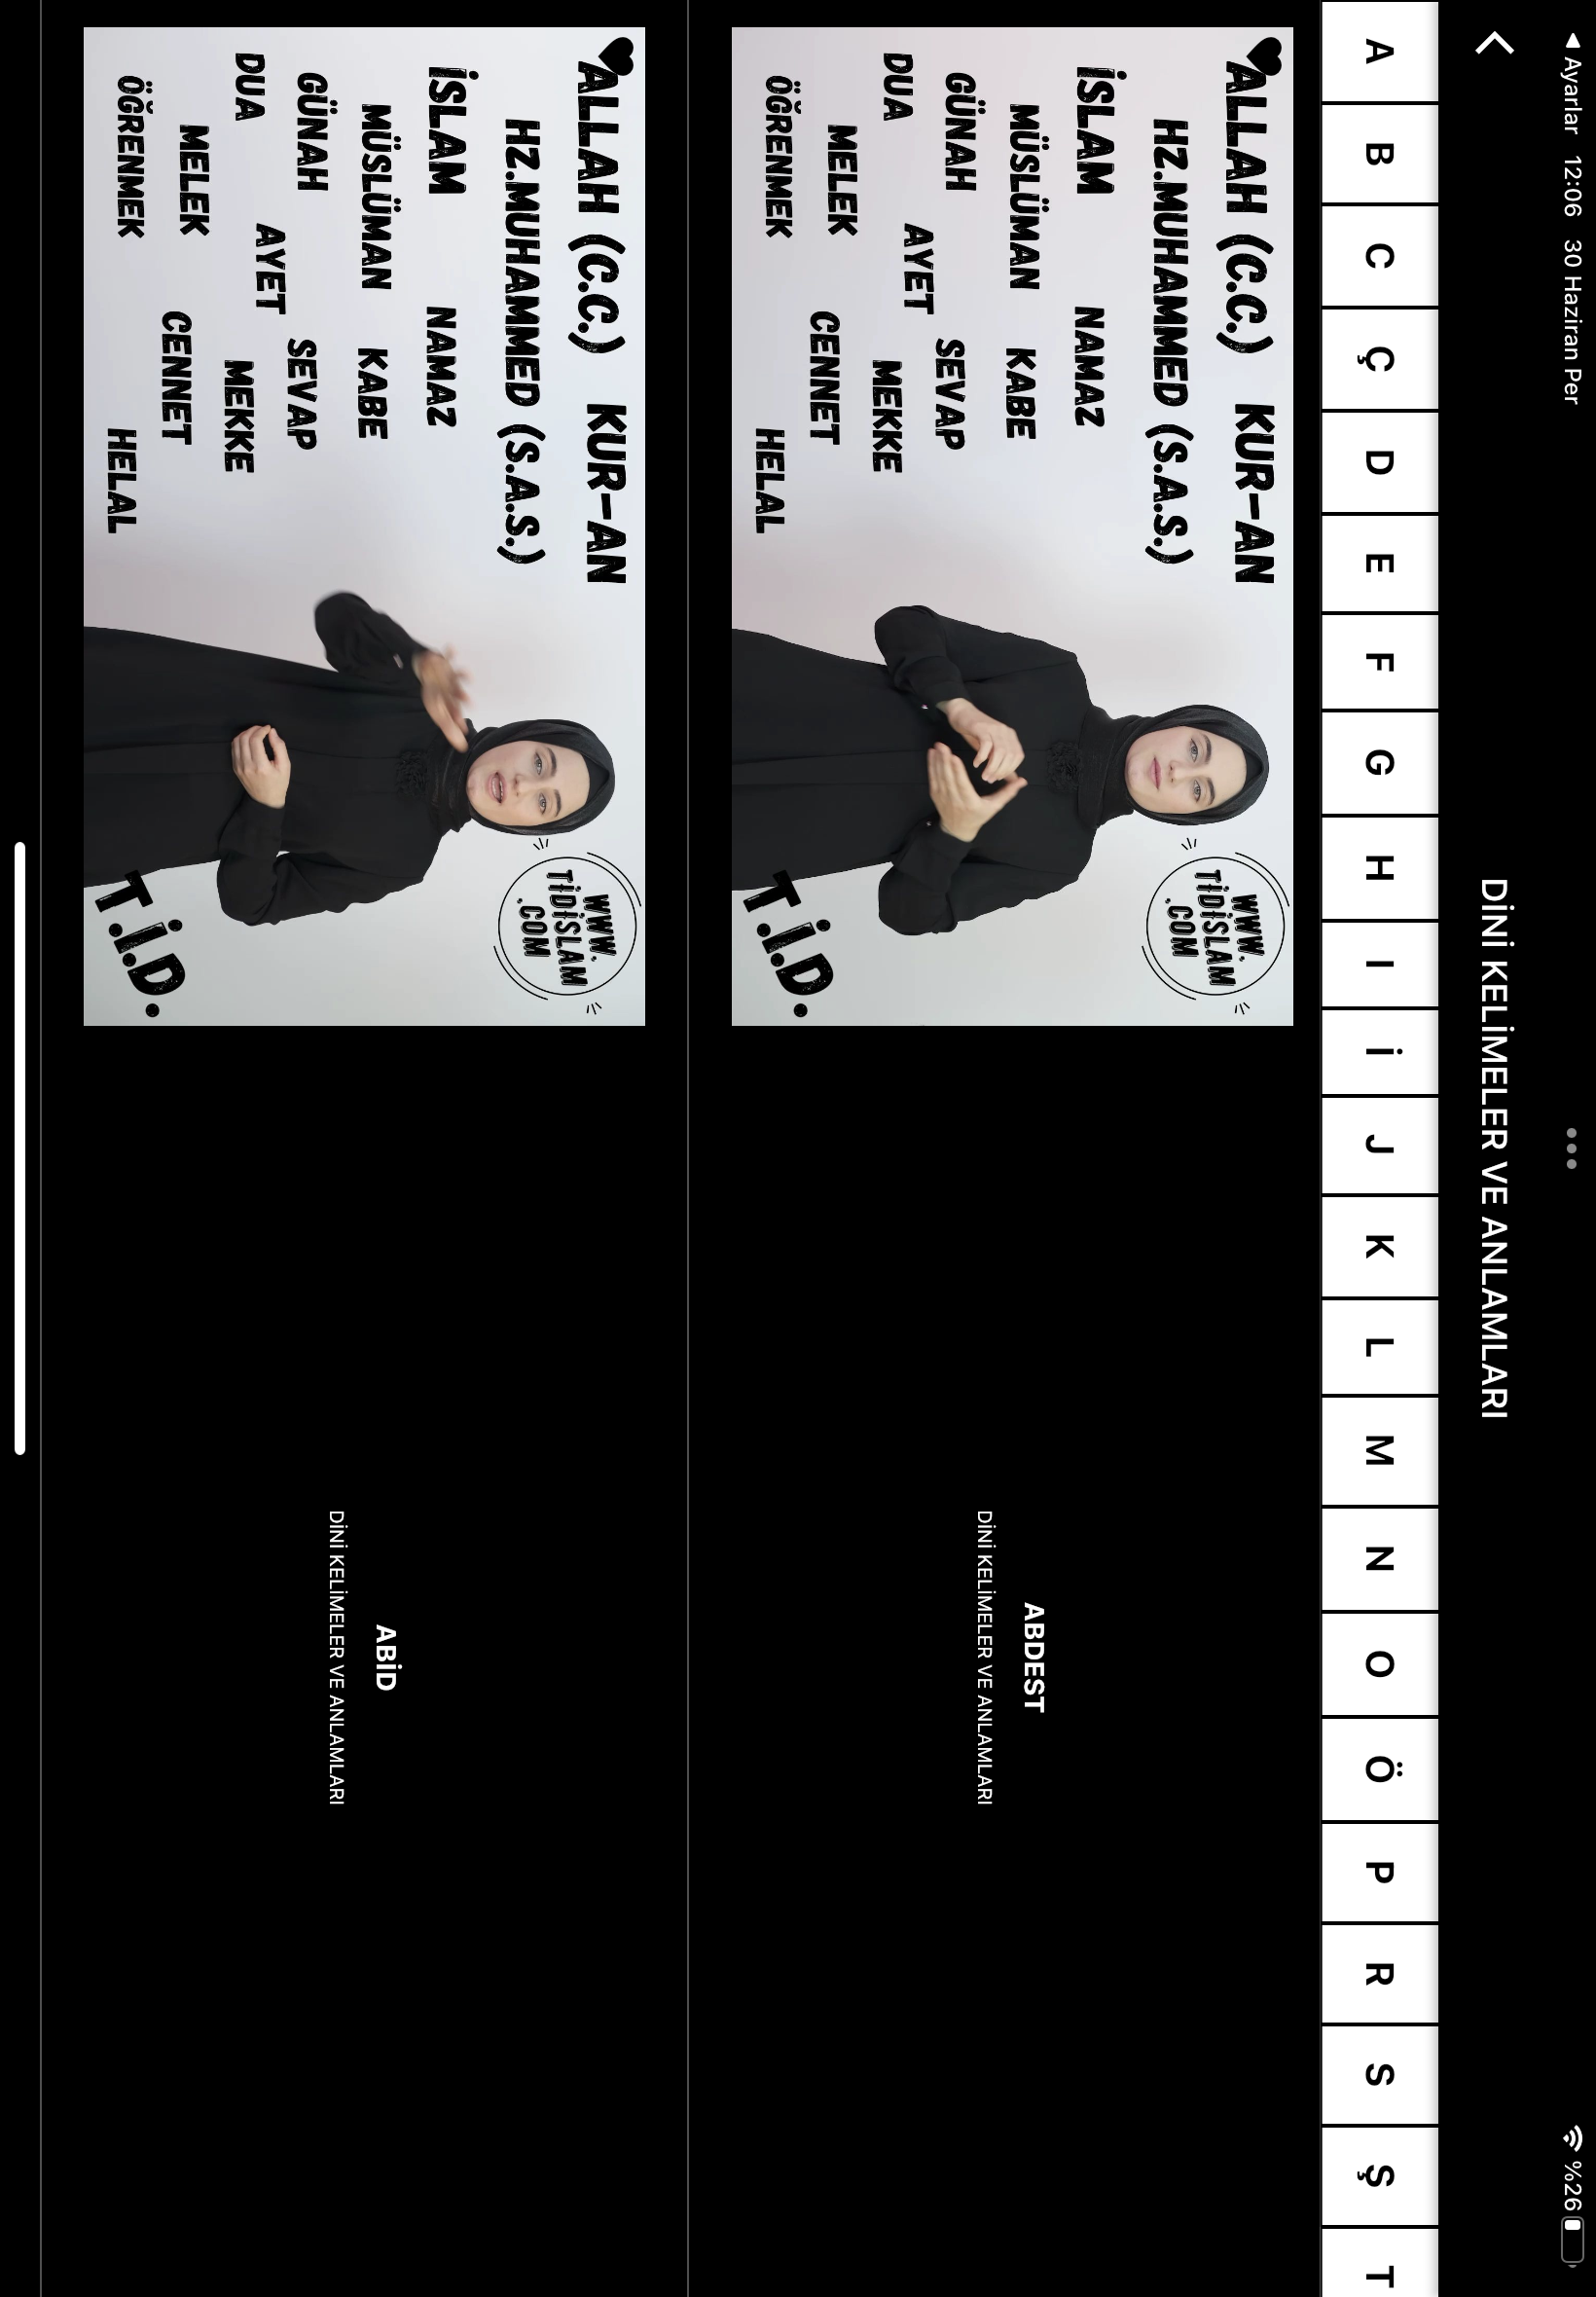 Ayarlar 12:06 30 Haziran Per
%26
DİNİ KELİMELER VE ANLAMLARI
A B C Ç D E F G H I İ J K L M N O Ö P R S Ş T
ALLAH (C.C.) KUR-AN
HZ.MUHAMMED (S.A.S.)
İSLAM NAMAZ
MÜSLÜMAN KABE
GÜNAH SEVAP
DUA AYET MEKKE
MELEK CENNET
ÖĞRENMEK HELAL
WWW.
TİDİSLAM
.COM
T.İ.D.
ABDEST
DİNİ KELİMELER VE ANLAMLARI
ALLAH (C.C.) KUR-AN
HZ.MUHAMMED (S.A.S.)
İSLAM NAMAZ
MÜSLÜMAN KABE
GÜNAH SEVAP
DUA AYET MEKKE
MELEK CENNET
ÖĞRENMEK HELAL
WWW.
TİDİSLAM
.COM
T.İ.D.
ABİD
DİNİ KELİMELER VE ANLAMLARI